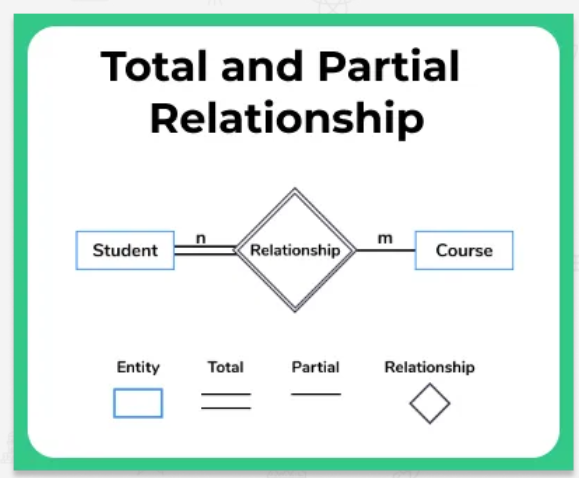 Total and Partial
Relationship
n
m
Student
Relationship
Course
Entity
Total
Partial
Relationship